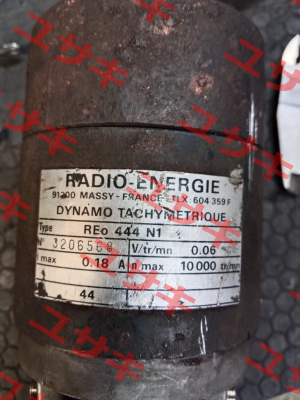 ユサキ
RADIO-ENERGIE
91300 MASSY - FRANCE - TLX 604 359 F
DYNAMO TACHYMETRIQUE
Type REo 444 N1
N° 3206568 V/tr/mn 0.06
I max 0.18 A n max 10 000 tr/mn
44